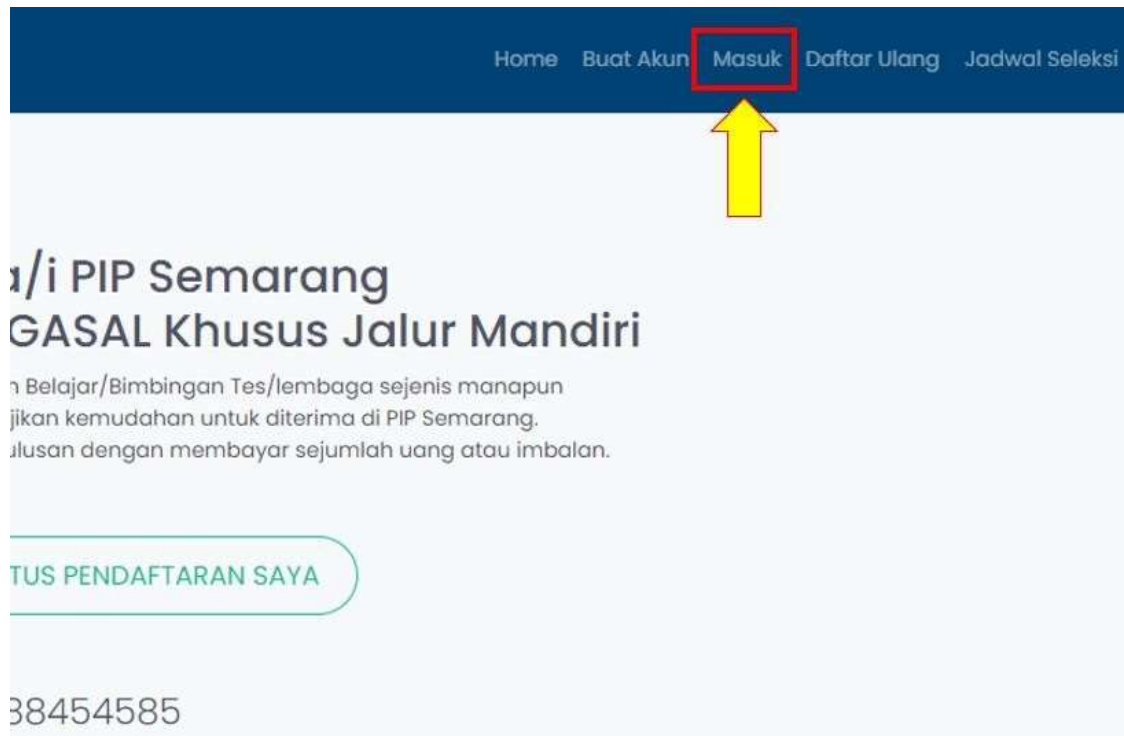 Home Buat Akun Masuk Daftar Ulang Jadwal Seleksi
a/i PIP Semarang
GASAL Khusus Jalur Mandiri
n Belajar/Bimbingan Tes/lembaga sejenis manapun
jikan kemudahan untuk diterima di PIP Semarang.
ulusan dengan membayar sejumlah uang atau imbalan.
TUS PENDAFTARAN SAYA
38454585